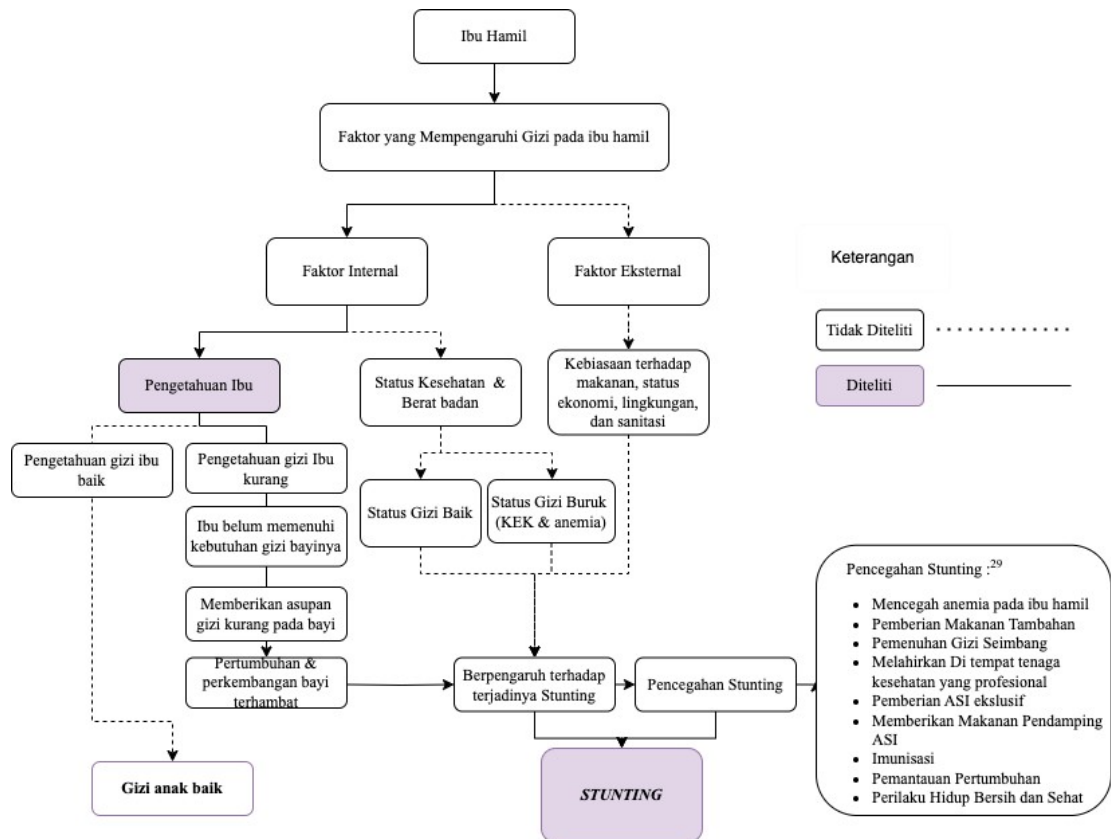 Ibu Hamil
Faktor yang Mempengaruhi Gizi pada ibu hamil
Faktor Internal
Faktor Eksternal
Keterangan
Tidak Diteliti
Diteliti
Pengetahuan Ibu
Status Kesehatan &
Berat badan
Kebiasaan terhadap
makanan, status
ekonomi, lingkungan,
dan sanitasi
Pengetahuan gizi ibu
baik
Pengetahuan gizi Ibu
kurang
Status Gizi Baik
Status Gizi Buruk
(KEK & anemia)
Ibu belum memenuhi
kebutuhan gizi bayinya
Memberikan asupan
gizi kurang pada bayi
Pertumbuhan &
perkembangan bayi
terhambat
Berpengaruh terhadap
terjadinya Stunting
Pencegahan Stunting
Pencegahan Stunting :29
• Mencegah anemia pada ibu hamil
• Pemberian Makanan Tambahan
• Pemenuhan Gizi Seimbang
• Melahirkan Di tempat tenaga
kesehatan yang profesional
• Pemberian ASI ekslusif
• Memberikan Makanan Pendamping
ASI
• Imunisasi
• Pemantauan Pertumbuhan
• Perilaku Hidup Bersih dan Sehat
Gizi anak baik
STUNTING